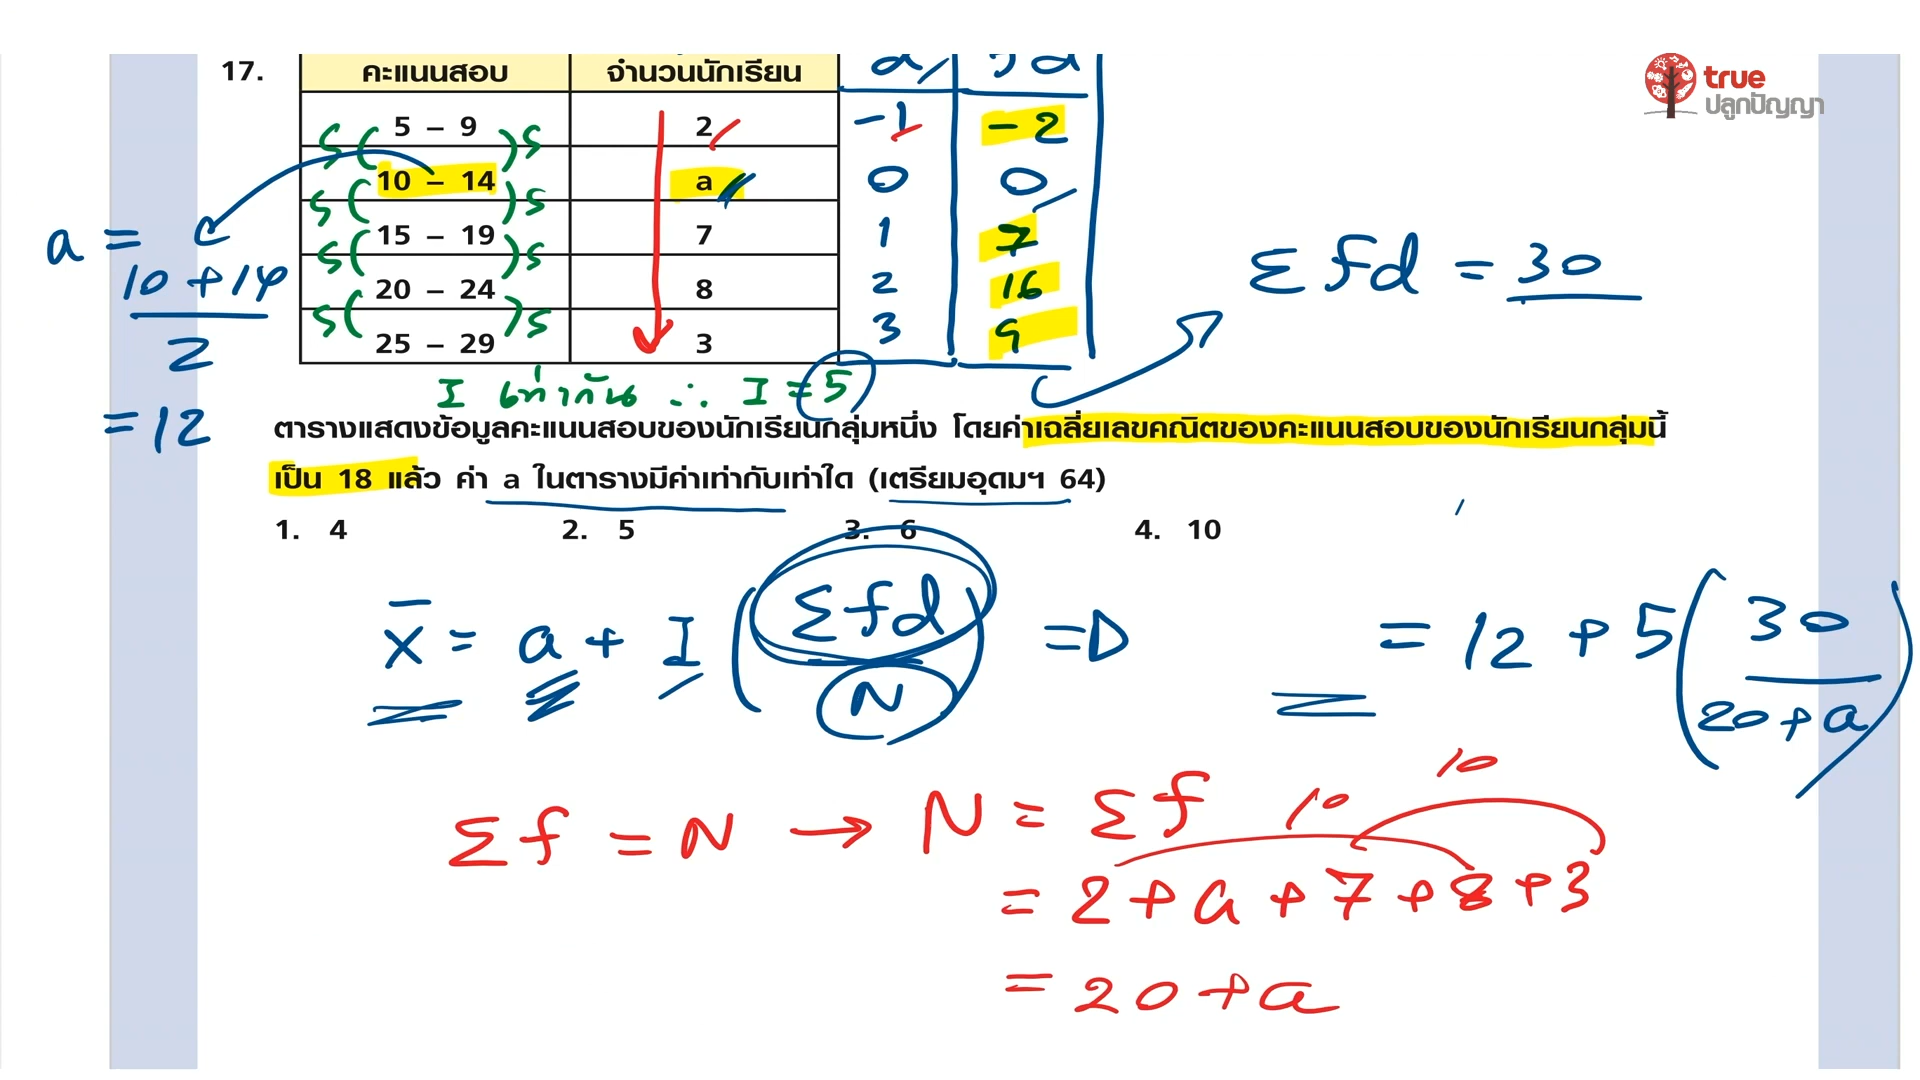 true
ปลูกปัญญา
17.
คะแนนสอบ จำนวนนักเรียน d fd
5 – 9 2 -1 -2
10 – 14 a 0 0
15 – 19 7 1 7
20 – 24 8 2 16
25 – 29 3 3 9
5 ( ) 5
5 ( ) 5
5 ( ) 5
5 ( ) 5
a =
10 + 14
2
= 12
Σfd = 30
I เท่ากัน ∴ I = 5
ตารางแสดงข้อมูลคะแนนสอบของนักเรียนกลุ่มหนึ่ง โดยค่าเฉลี่ยเลขคณิตของคะแนนสอบของนักเรียนกลุ่มนี้
เป็น 18 แล้ว ค่า a ในตารางมีค่าเท่ากับเท่าใด (เตรียมอุดมฯ 64)
1. 4 2. 5 3. 6 4. 10
x̄ = a + I (Σfd / N) = D = 12 + 5 (30 / 20 + a)
Σf = N → N = Σf
10 10
= 2 + a + 7 + 8 + 3
= 20 + a